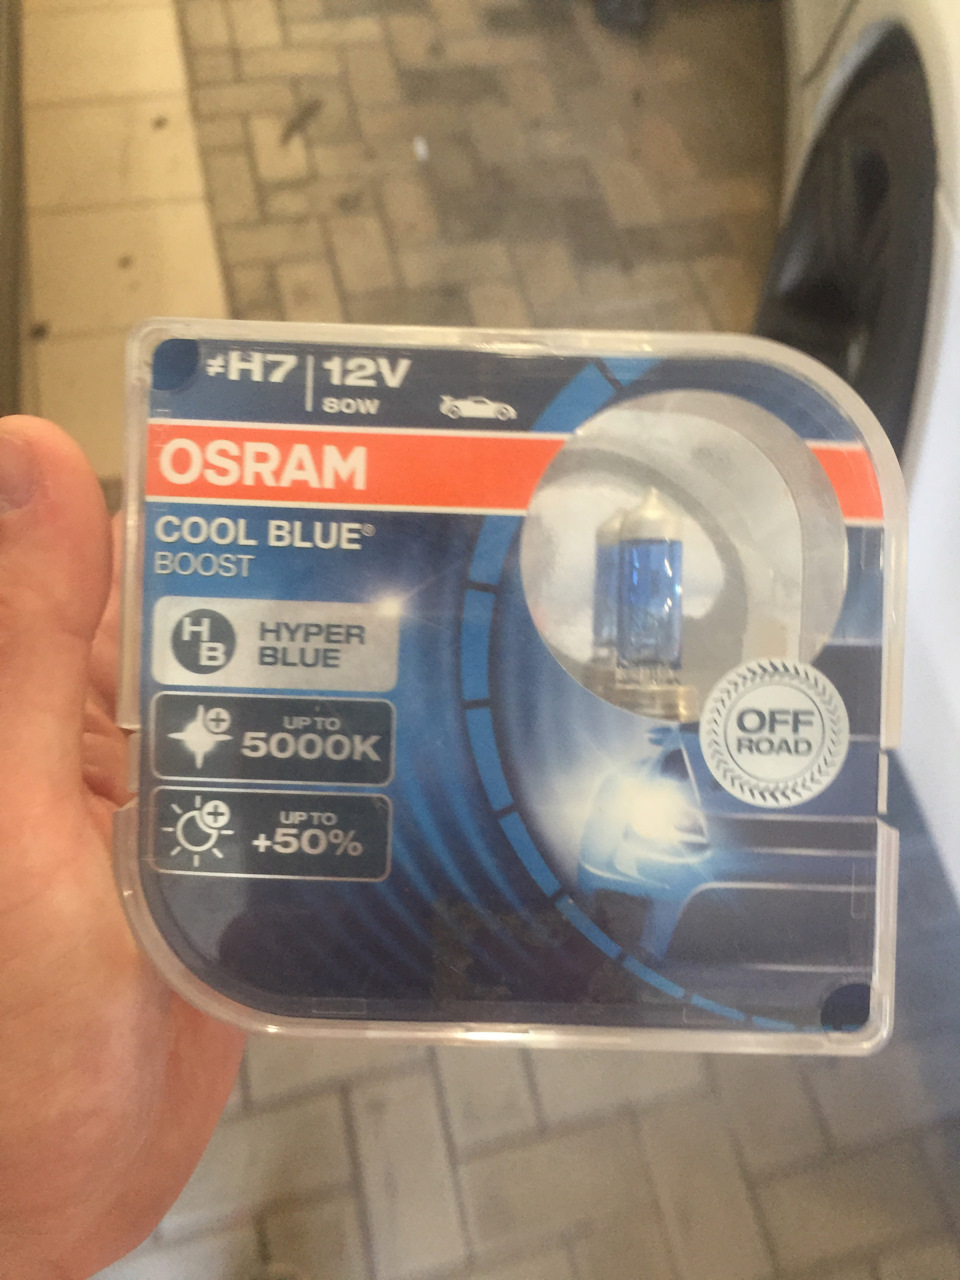 ≠H7 12V
80W
OSRAM
COOL BLUE®
BOOST
HB
HYPER
BLUE
UP TO
5000K
UP TO
+50%
OFF
ROAD